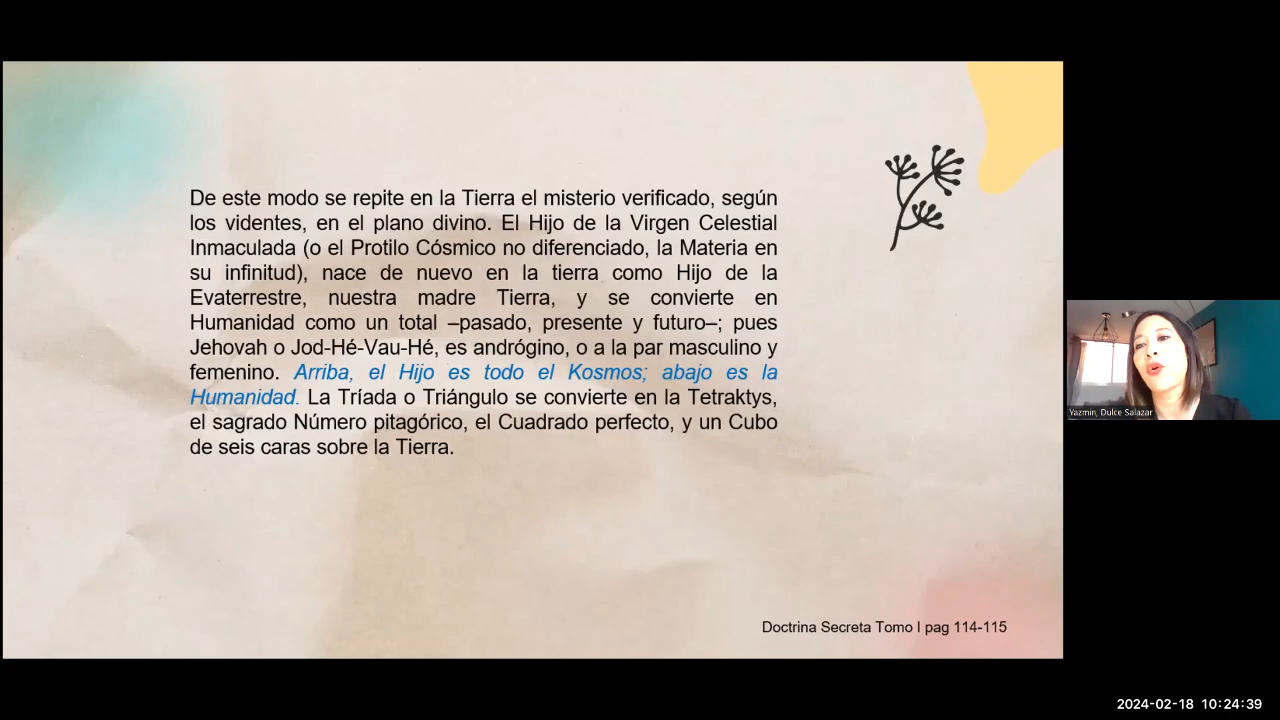 De este modo se repite en la Tierra el misterio verificado, según
los videntes, en el plano divino. El Hijo de la Virgen Celestial
Inmaculada (o el Protilo Cósmico no diferenciado, la Materia en
su infinitud), nace de nuevo en la tierra como Hijo de la
Evaterrestre, nuestra madre Tierra, y se convierte en
Humanidad como un total –pasado, presente y futuro–; pues
Jehovah o Jod-Hé-Vau-Hé, es andrógino, o a la par masculino y
femenino. Arriba, el Hijo es todo el Kosmos; abajo es la
Humanidad. La Tríada o Triángulo se convierte en la Tetraktys,
el sagrado Número pitagórico, el Cuadrado perfecto, y un Cubo
de seis caras sobre la Tierra.
Doctrina Secreta Tomo I pag 114-115
Yazmin, Dulce Salazar
2024-02-18 10:24:39